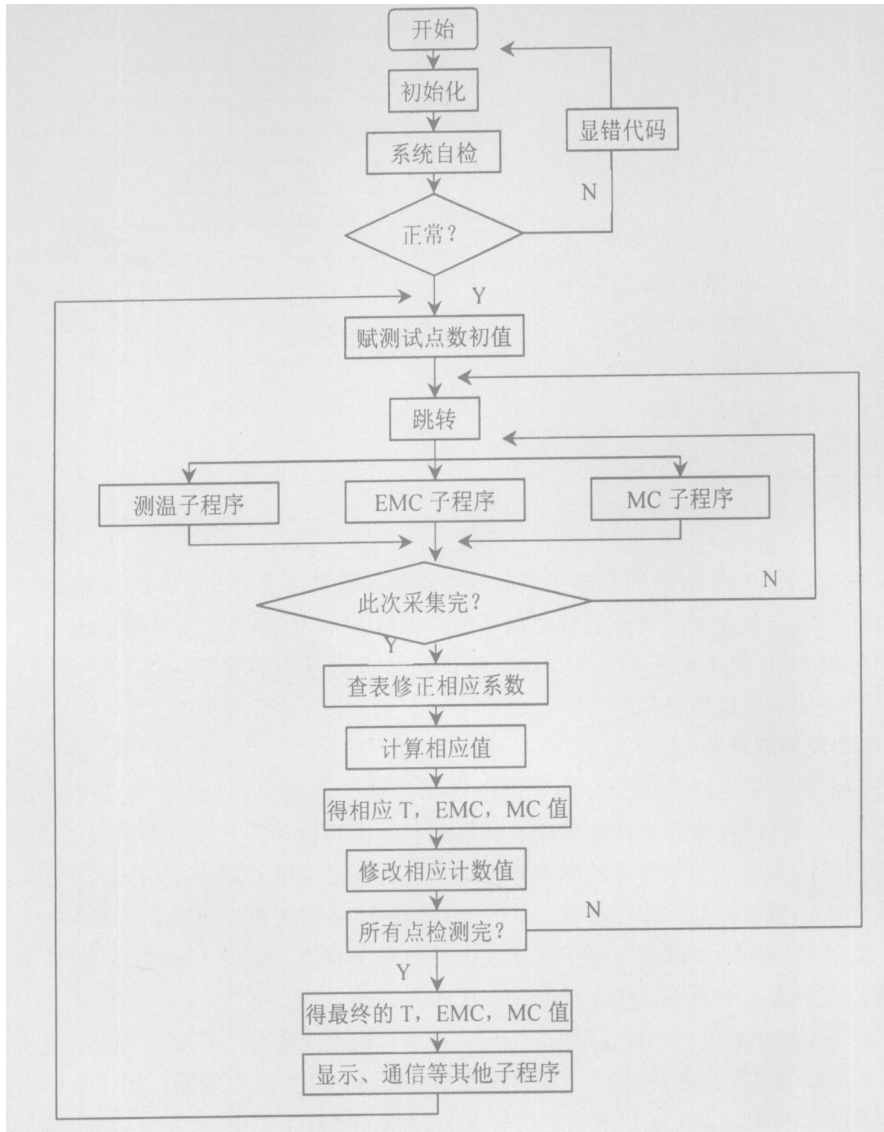 开始
初始化
显错代码
系统自检
N
正常？
Y
赋测试点数初值
跳转
测温子程序
EMC 子程序
MC 子程序
N
此次采集完？
Y
查表修正相应系数
计算相应值
得相应 T，EMC，MC 值
修改相应计数值
所有点检测完？
N
Y
得最终的 T，EMC，MC 值
显示、通信等其他子程序